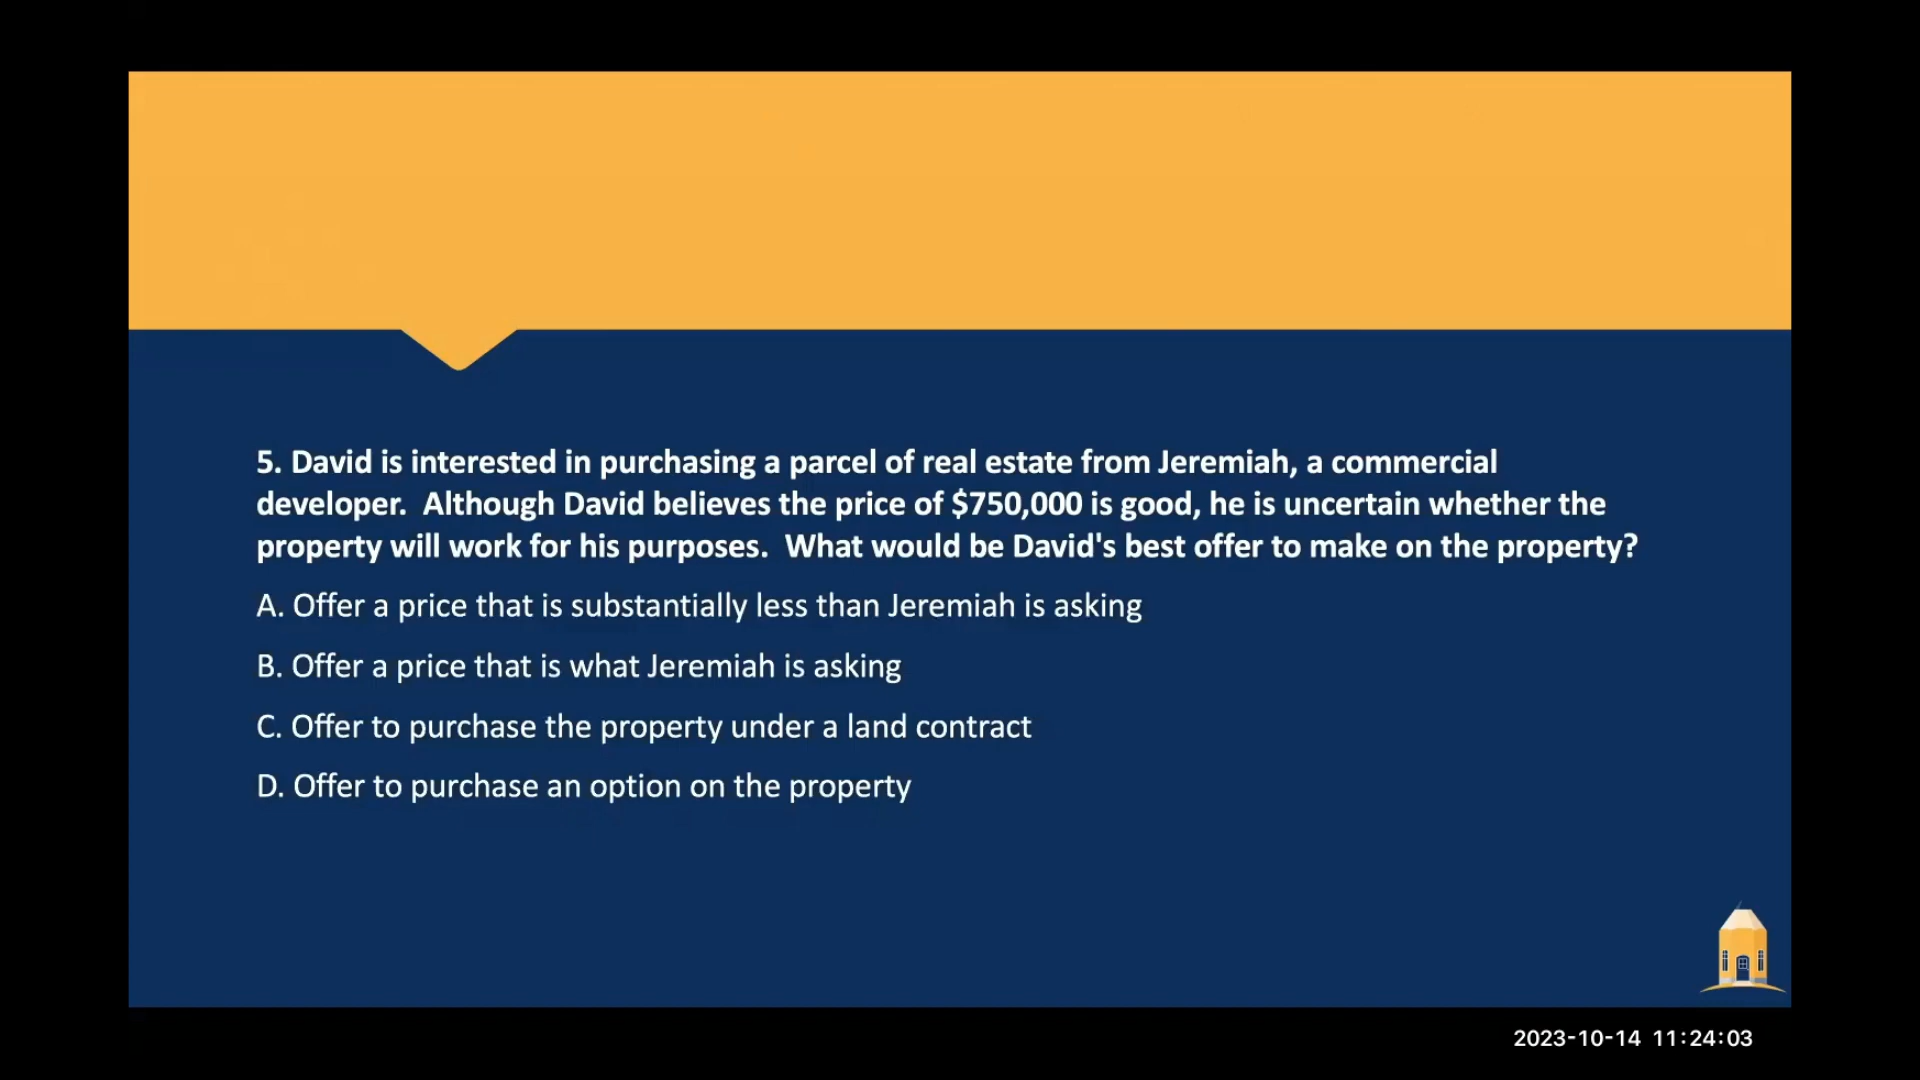 5. David is interested in purchasing a parcel of real estate from Jeremiah, a commercial
developer.  Although David believes the price of $750,000 is good, he is uncertain whether the
property will work for his purposes.  What would be David's best offer to make on the property?
A. Offer a price that is substantially less than Jeremiah is asking
B. Offer a price that is what Jeremiah is asking
C. Offer to purchase the property under a land contract
D. Offer to purchase an option on the property
2023-10-14 11:24:03